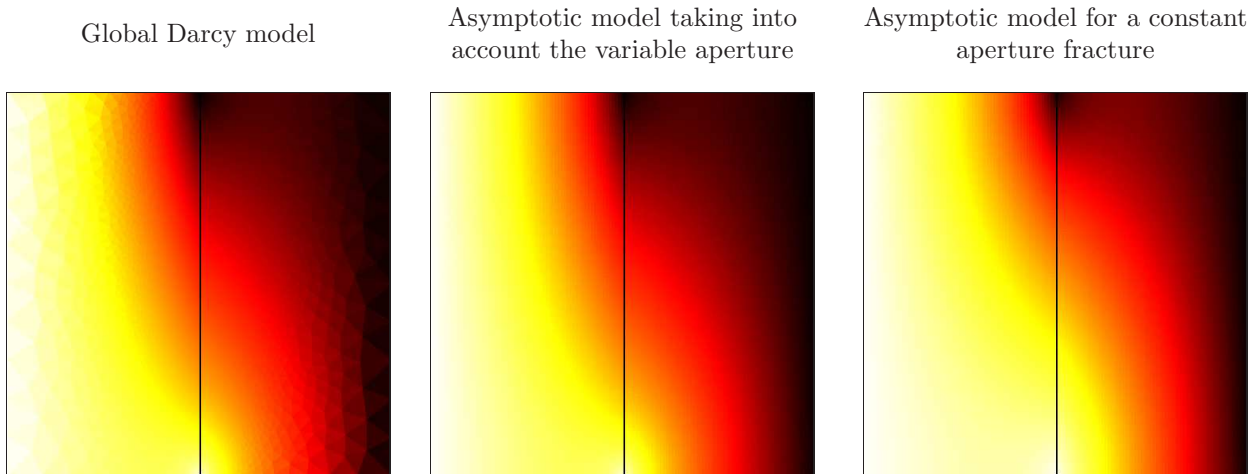 Global Darcy model
Asymptotic model taking into
account the variable aperture
Asymptotic model for a constant
aperture fracture